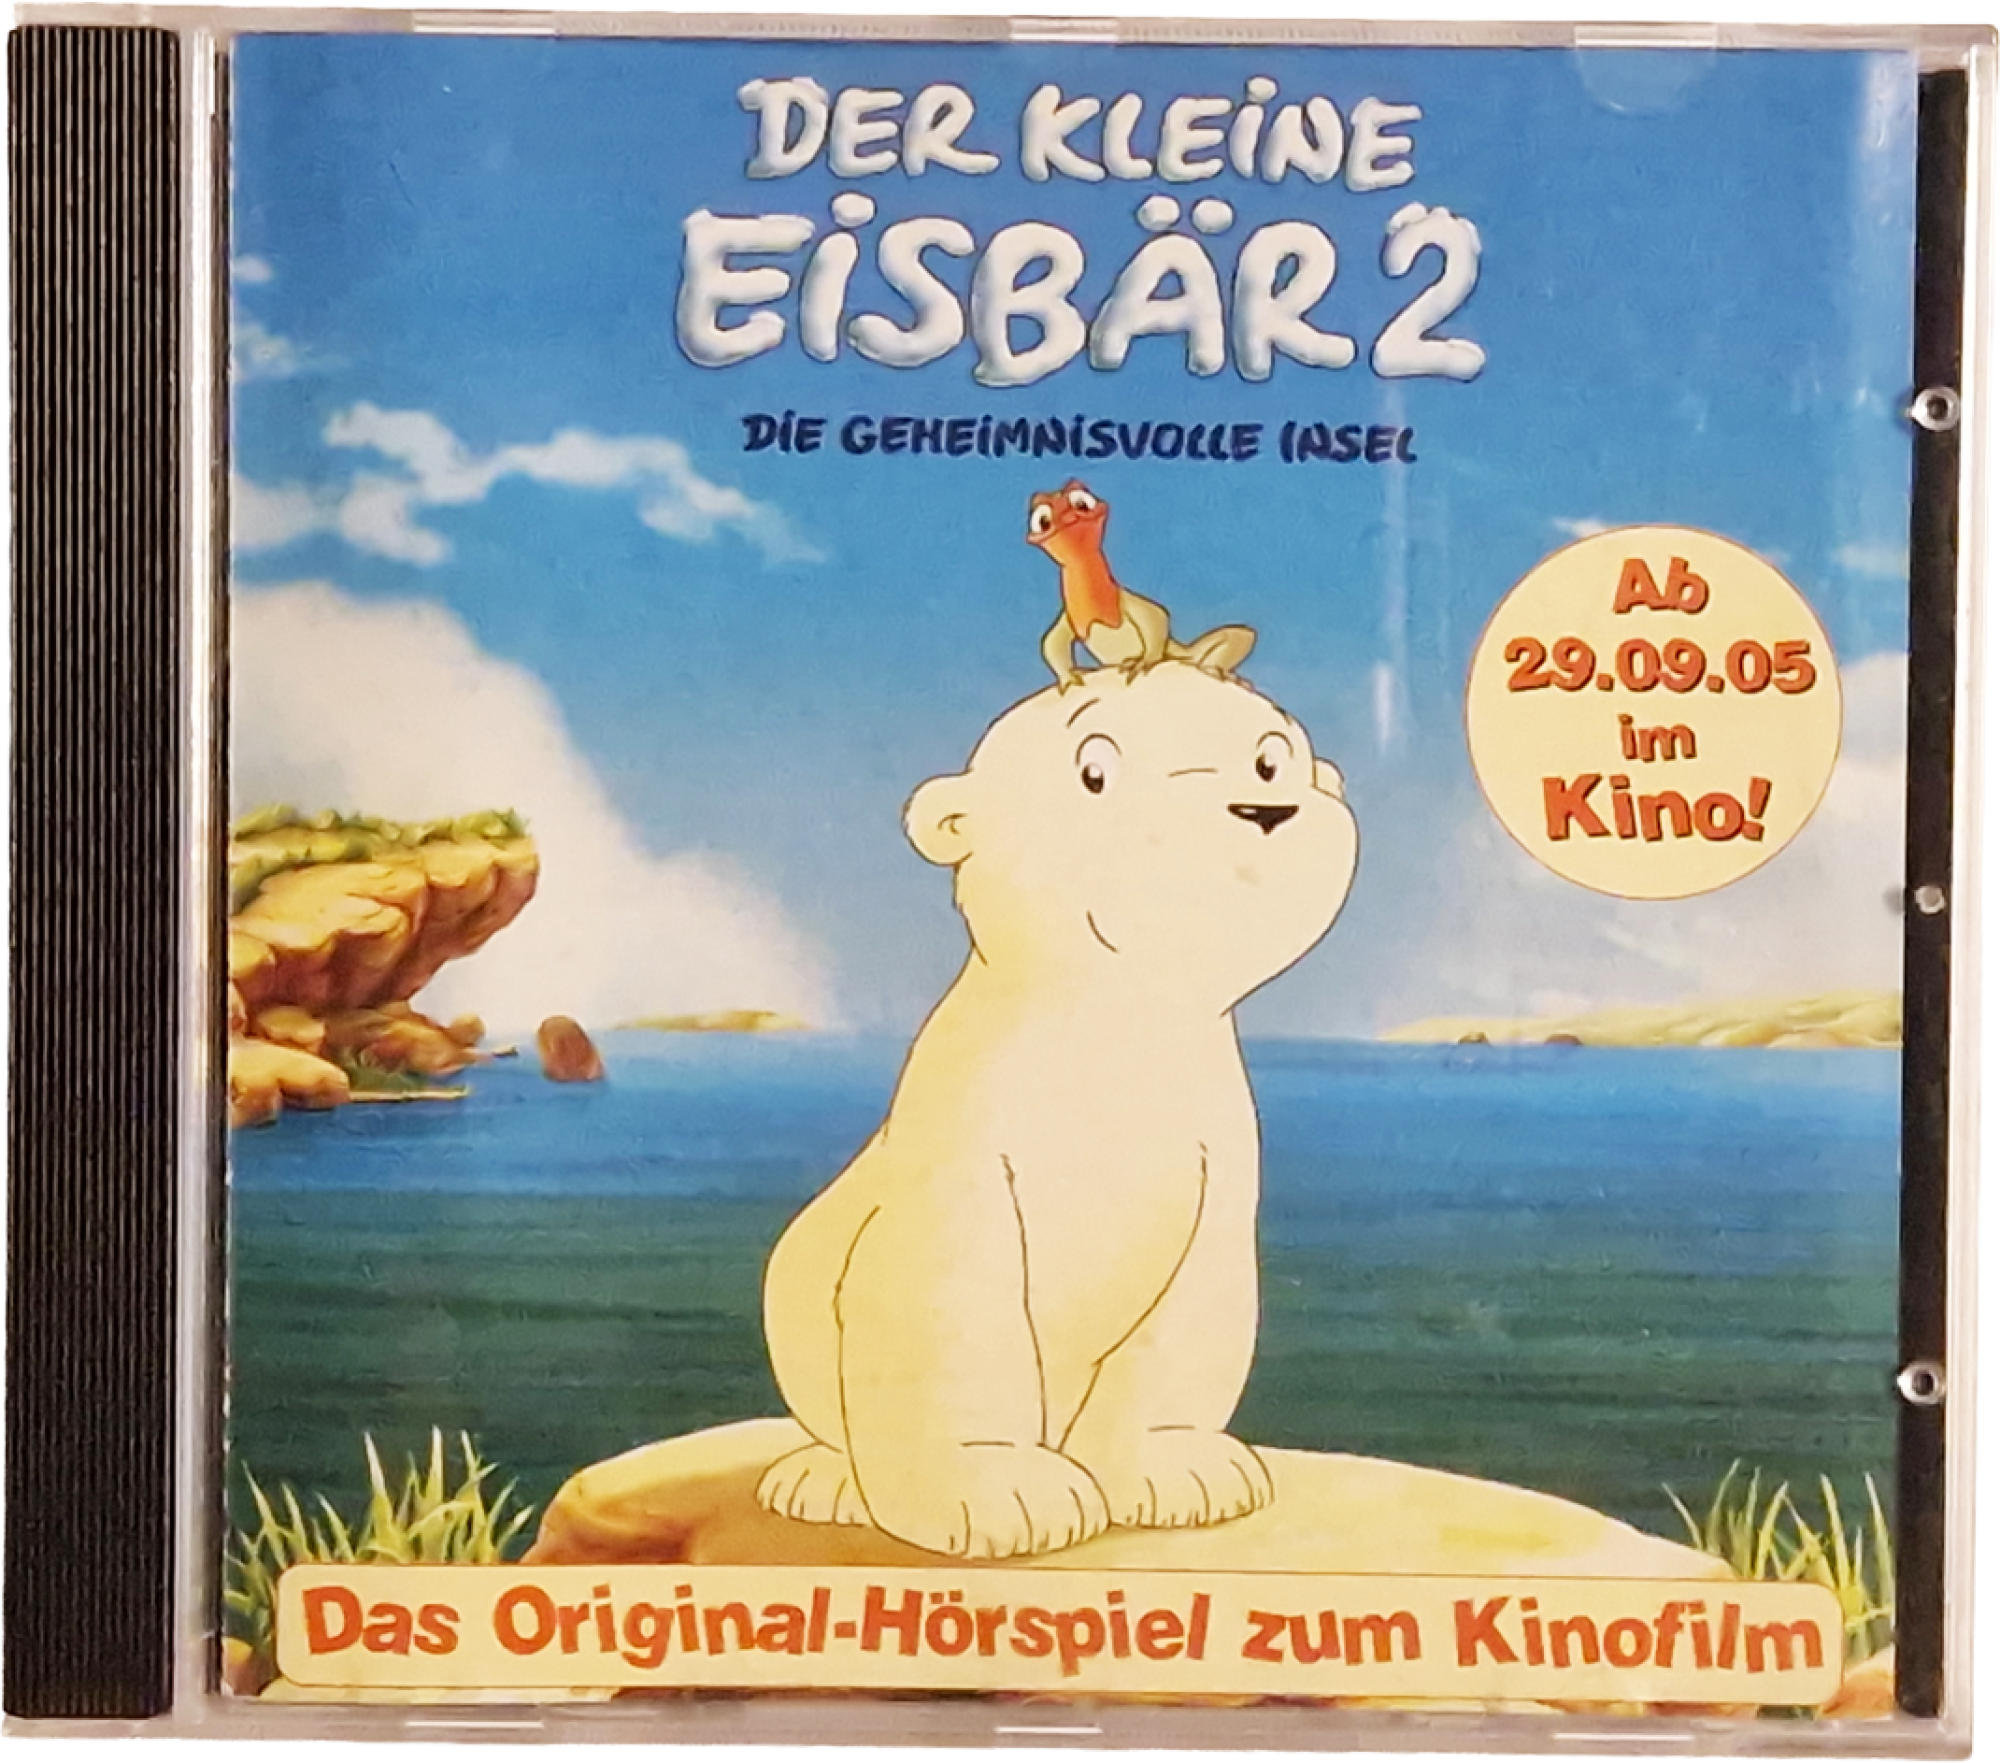 DER KLEINE
EISBÄR 2
DIE GEHEIMNISVOLLE INSEL
Ab
29.09.05
im
Kino!
Das Original-Hörspiel zum Kinofilm